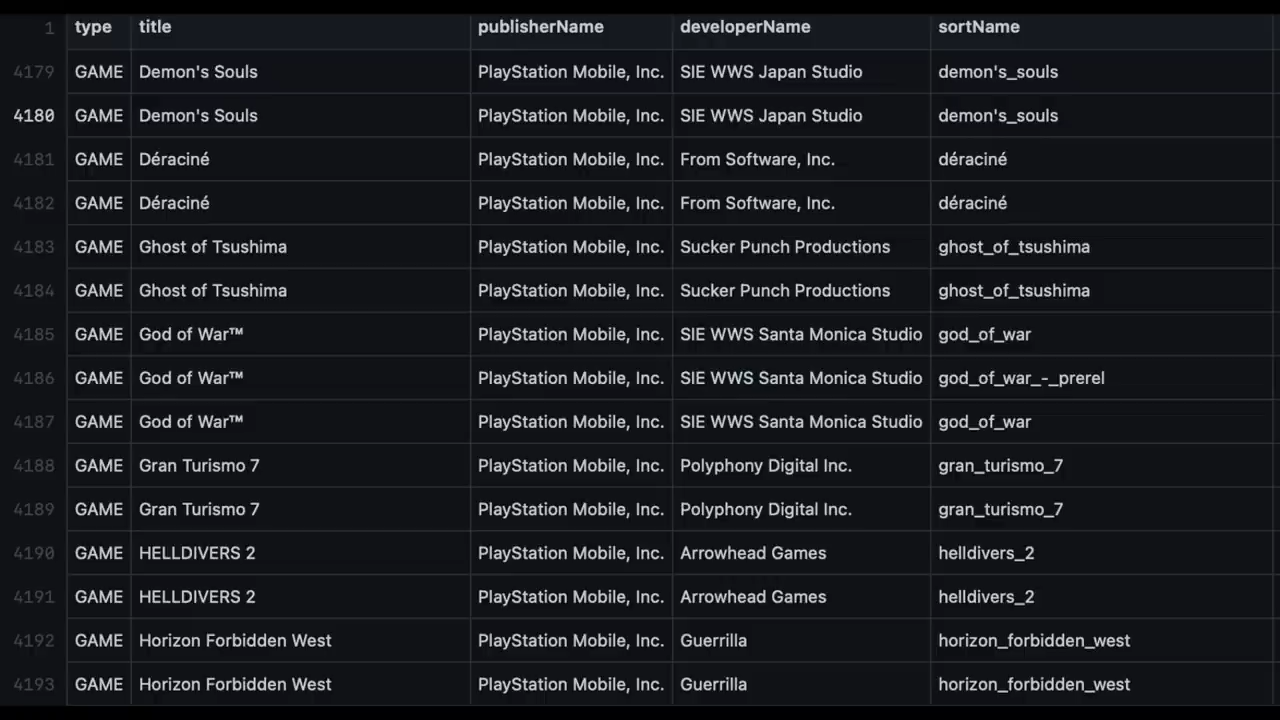 1 type title publisherName developerName sortName
4179 GAME Demon's Souls PlayStation Mobile, Inc. SIE WWS Japan Studio demon's_souls
4180 GAME Demon's Souls PlayStation Mobile, Inc. SIE WWS Japan Studio demon's_souls
4181 GAME Déraciné PlayStation Mobile, Inc. From Software, Inc. déraciné
4182 GAME Déraciné PlayStation Mobile, Inc. From Software, Inc. déraciné
4183 GAME Ghost of Tsushima PlayStation Mobile, Inc. Sucker Punch Productions ghost_of_tsushima
4184 GAME Ghost of Tsushima PlayStation Mobile, Inc. Sucker Punch Productions ghost_of_tsushima
4185 GAME God of War™ PlayStation Mobile, Inc. SIE WWS Santa Monica Studio god_of_war
4186 GAME God of War™ PlayStation Mobile, Inc. SIE WWS Santa Monica Studio god_of_war_-_prerel
4187 GAME God of War™ PlayStation Mobile, Inc. SIE WWS Santa Monica Studio god_of_war
4188 GAME Gran Turismo 7 PlayStation Mobile, Inc. Polyphony Digital Inc. gran_turismo_7
4189 GAME Gran Turismo 7 PlayStation Mobile, Inc. Polyphony Digital Inc. gran_turismo_7
4190 GAME HELLDIVERS 2 PlayStation Mobile, Inc. Arrowhead Games helldivers_2
4191 GAME HELLDIVERS 2 PlayStation Mobile, Inc. Arrowhead Games helldivers_2
4192 GAME Horizon Forbidden West PlayStation Mobile, Inc. Guerrilla horizon_forbidden_west
4193 GAME Horizon Forbidden West PlayStation Mobile, Inc. Guerrilla horizon_forbidden_west